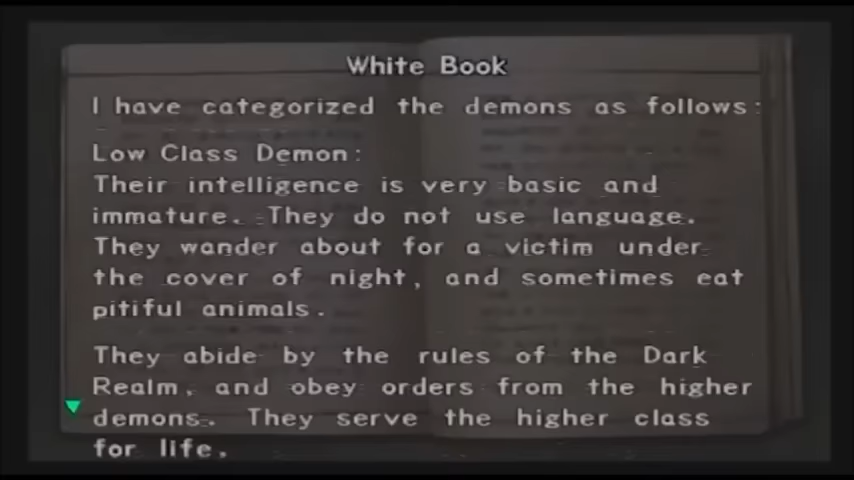 White Book
I have categorized the demons as follows:
Low Class Demon:
Their intelligence is very basic and
immature. They do not use language.
They wander about for a victim under
the cover of night, and sometimes eat
pitiful animals.
They abide by the rules of the Dark
Realm, and obey orders from the higher
demons. They serve the higher class
for life.